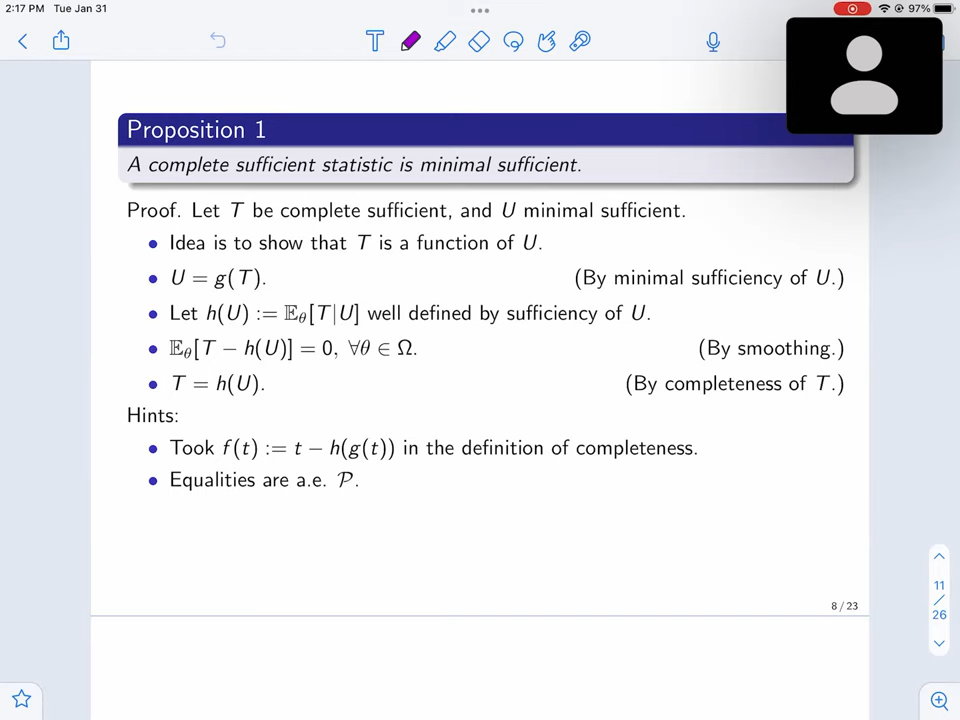 2:17 PM Tue Jan 31
97%
Proposition 1
A complete sufficient statistic is minimal sufficient.
Proof. Let T be complete sufficient, and U minimal sufficient.
• Idea is to show that T is a function of U.
• U = g(T). (By minimal sufficiency of U.)
• Let h(U) := 𝔼θ[T|U] well defined by sufficiency of U.
• 𝔼θ[T − h(U)] = 0, ∀θ ∈ Ω. (By smoothing.)
• T = h(U). (By completeness of T.)
Hints:
• Took f(t) := t − h(g(t)) in the definition of completeness.
• Equalities are a.e. 𝒫.
8 / 23
11
/
26